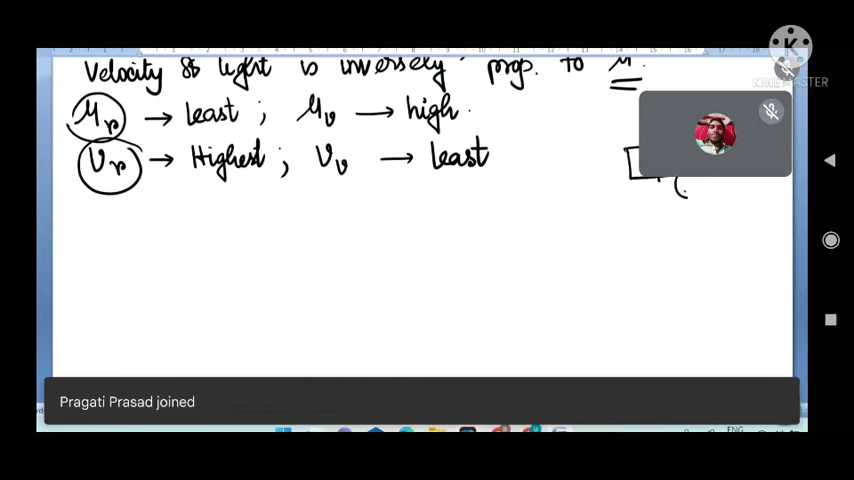 Velocity of light is inversely prop. to μ.
μr → least ; μv → high.
vr → Highest ; vv → least
K
KINEMASTER
Pragati Prasad joined
ENG